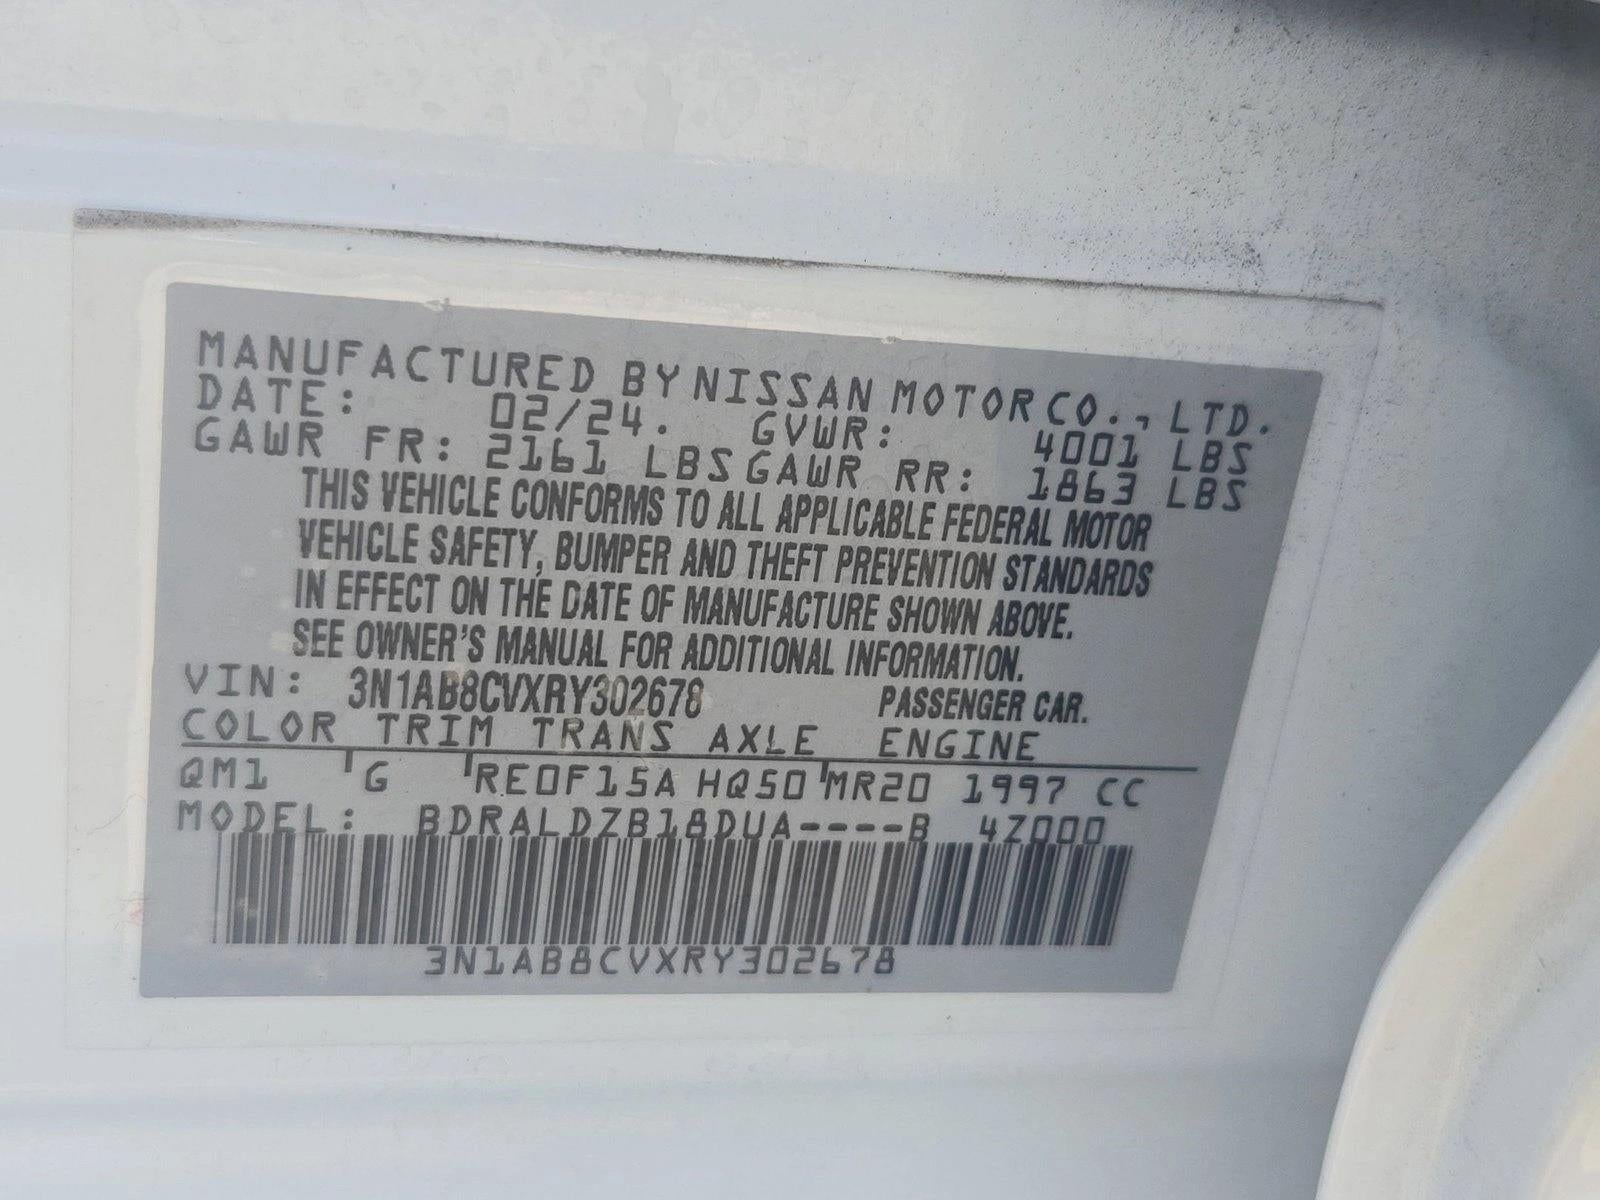 MANUFACTURED BY NISSAN MOTOR CO., LTD.
DATE: 02/24. GVWR: 4001 LBS
GAWR FR: 2161 LBS GAWR RR: 1863 LBS
THIS VEHICLE CONFORMS TO ALL APPLICABLE FEDERAL MOTOR
VEHICLE SAFETY, BUMPER AND THEFT PREVENTION STANDARDS
IN EFFECT ON THE DATE OF MANUFACTURE SHOWN ABOVE.
SEE OWNER'S MANUAL FOR ADDITIONAL INFORMATION.
VIN: 3N1AB8CVXRY302678 PASSENGER CAR.
COLOR TRIM TRANS AXLE ENGINE
QM1 G RE0F15A HQ50 MR20 1997 CC
MODEL: BDRALDZB18DUA----B 4Z000
3N1AB8CVXRY302678